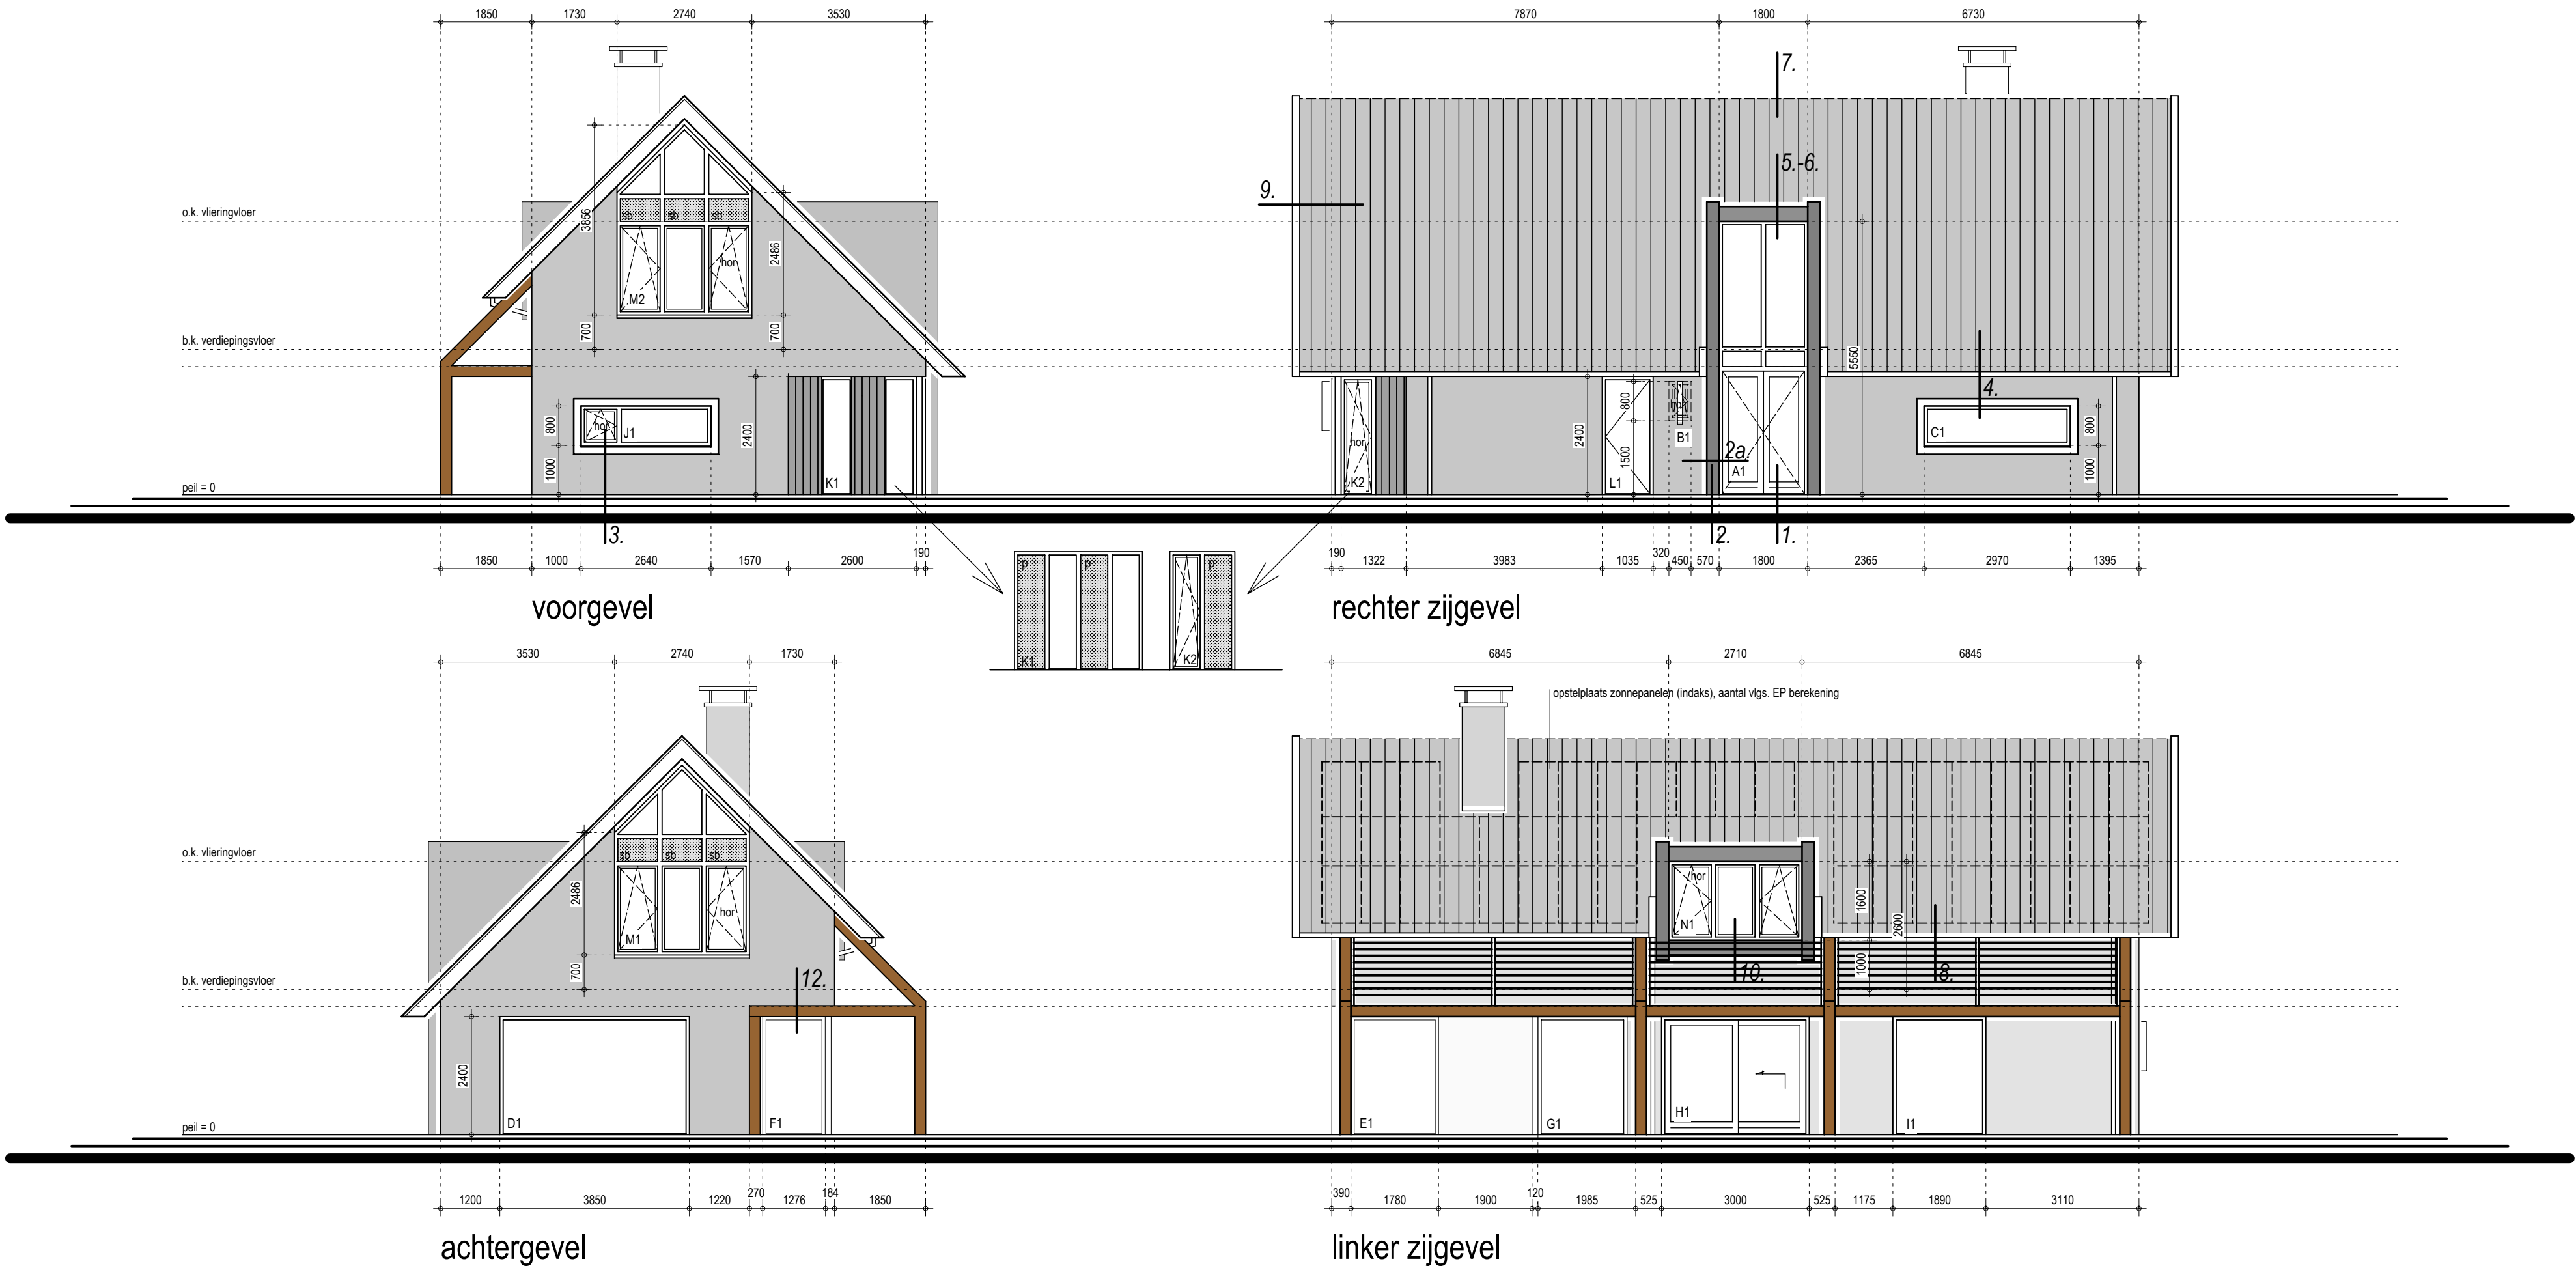 1850 1730 2740 3530
7870 1800 6730
7.
5.-6.
9.
o.k. vlieringvloer
3856
sb sb sb
2486
hor
M2
700
700
b.k. verdiepingsvloer
5550
4.
800
hor
J1
1000
2400
K1
peil = 0
3.
hor
K2
2400
L1
800
1500
hor
B1
2a.
A1
C1
800
1000
2.
1.
1850 1000 2640 1570 2600 190
190 1322 3983 1035 320 450 570 1800 2365 2970 1395
p p p
K1 K2
voorgevel
rechter zijgevel
3530 2740 1730
6845 2710 6845
opstelplaats zonnepanelen (indaks), aantal vlgs. EP berekening
o.k. vlieringvloer
sb sb sb
2486
hor
M1
700
b.k. verdiepingsvloer
12.
2400
D1
F1
peil = 0
hor
N1
1600
2600
1000
10.
8.
E1
G1
H1
I1
1200 3850 1220 270 1276 184 1850
390 1780 1900 120 1985 525 3000 525 1175 1890 3110
achtergevel
linker zijgevel